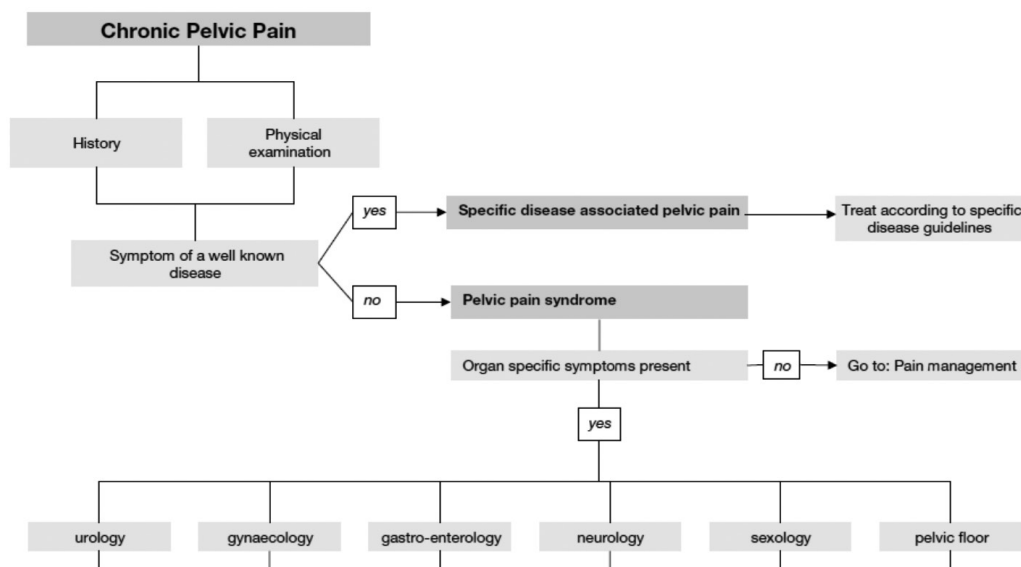 Chronic Pelvic Pain
History
Physical
examination
yes
Specific disease associated pelvic pain
Treat according to specific
disease guidelines
Symptom of a well known
disease
no
Pelvic pain syndrome
Organ specific symptoms present
no
Go to: Pain management
yes
urology
gynaecology
gastro-enterology
neurology
sexology
pelvic floor